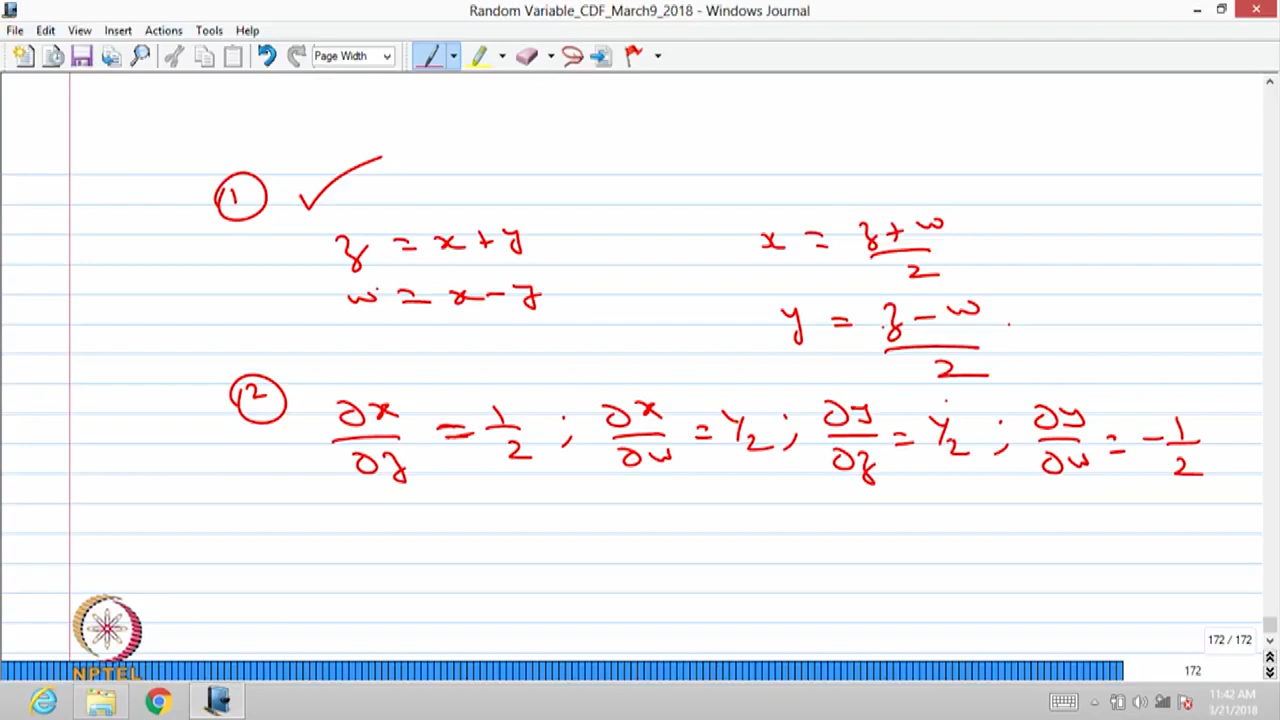 Random Variable_CDF_March9_2018 - Windows Journal
File Edit View Insert Actions Tools Help
Page Width
(1) ✓
z = x + y
w = x - y
x = (z + w)/2
y = (z - w)/2
(2) ∂x/∂z = 1/2 ; ∂x/∂w = 1/2 ; ∂y/∂z = 1/2 ; ∂y/∂w = -1/2
172 / 172
NPTEL
172
11:42 AM
3/21/2018